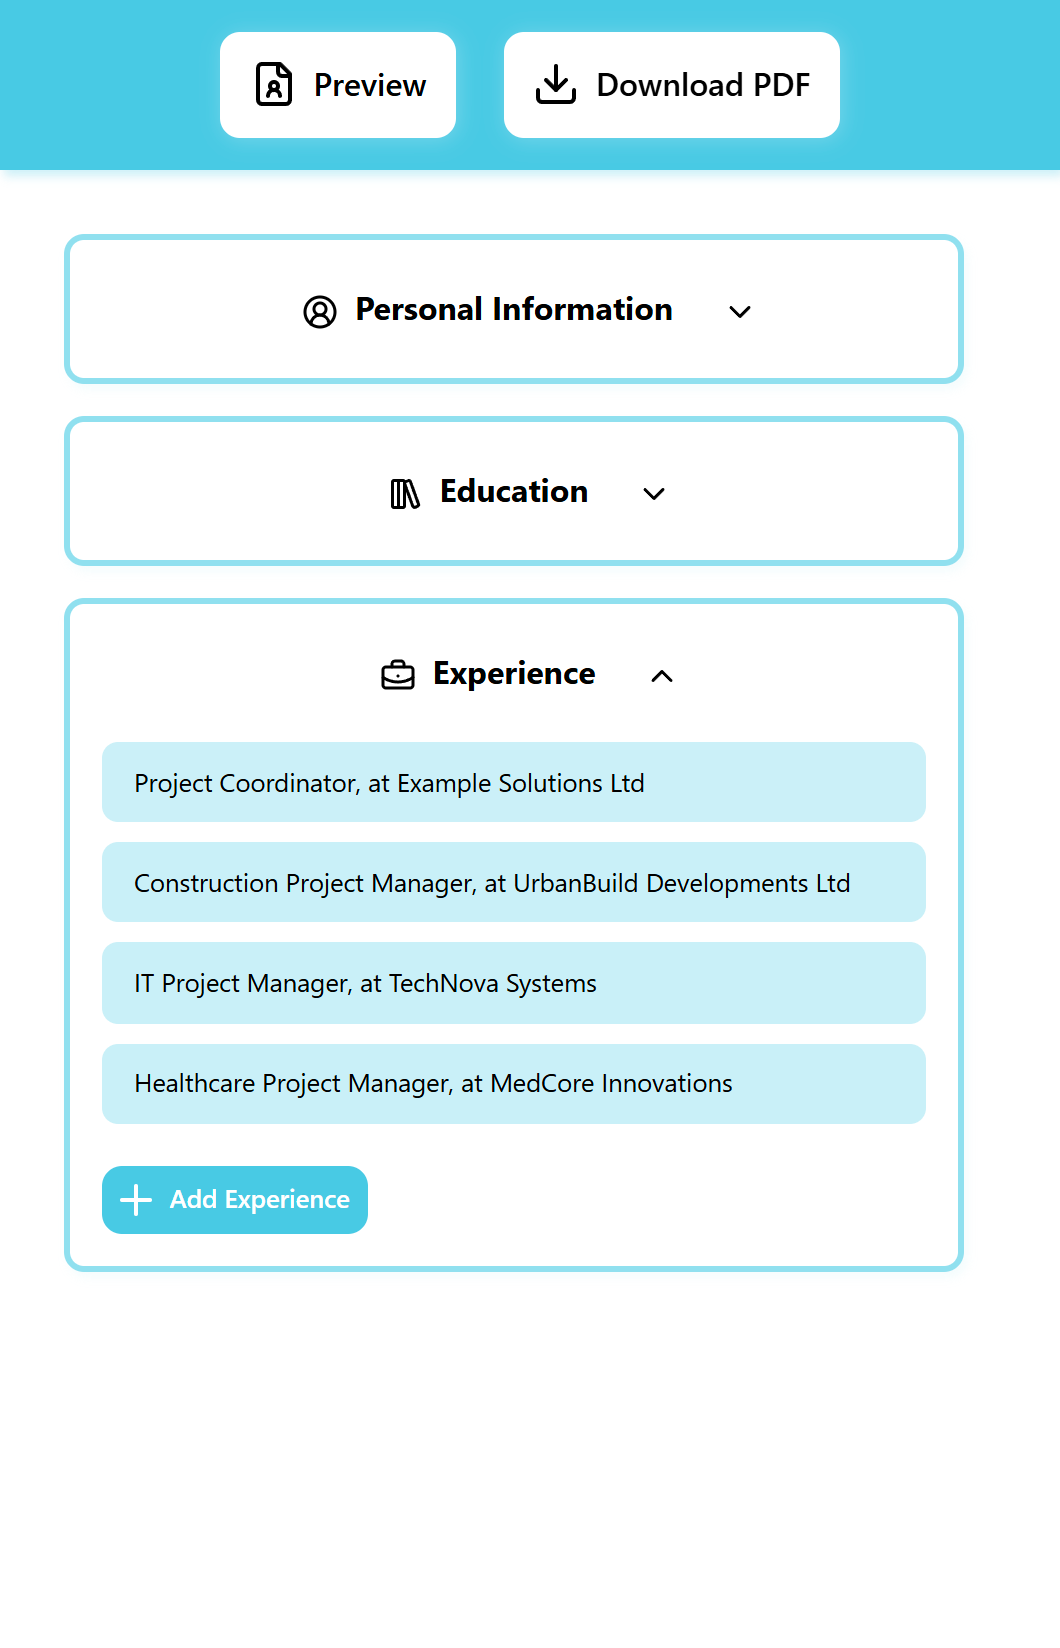 Preview
Download PDF
Personal Information
Education
Experience
Project Coordinator, at Example Solutions Ltd
Construction Project Manager, at UrbanBuild Developments Ltd
IT Project Manager, at TechNova Systems
Healthcare Project Manager, at MedCore Innovations
Add Experience